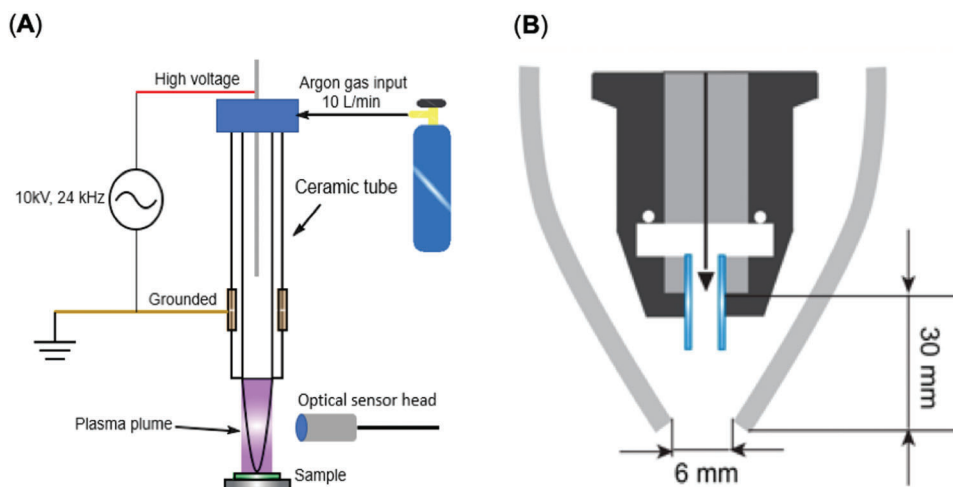 (A)
High voltage
Argon gas input
10 L/min
10kV, 24 kHz
Ceramic tube
Grounded
Optical sensor head
Plasma plume
Sample
(B)
30 mm
6 mm